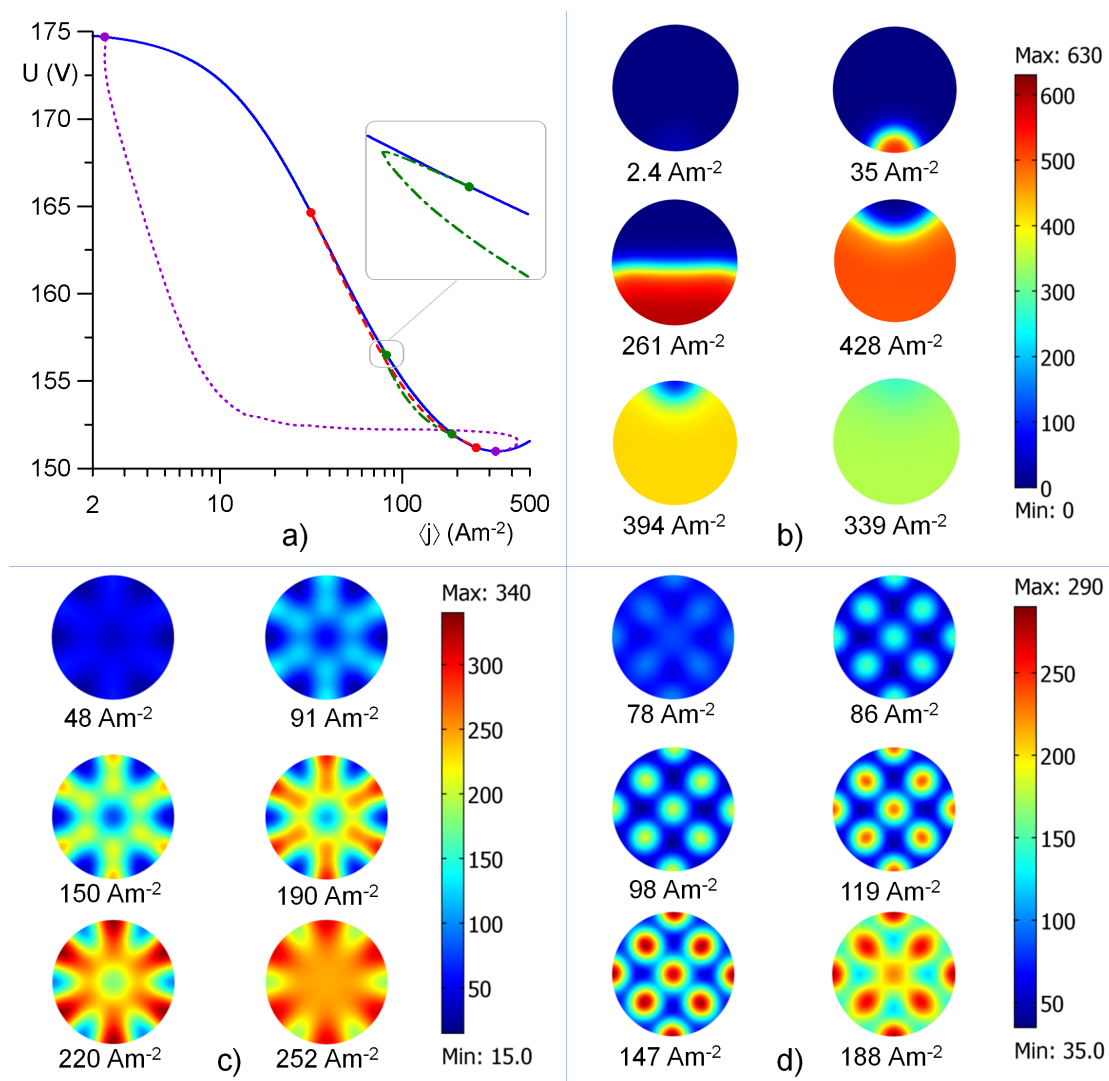 175
U (V)
170
165
160
155
150
2
10
100
500
a)
⟨j⟩ (Am-2)
2.4 Am-2
35 Am-2
261 Am-2
428 Am-2
394 Am-2
339 Am-2
b)
Max: 630
600
500
400
300
200
100
0
Min: 0
48 Am-2
91 Am-2
150 Am-2
190 Am-2
220 Am-2
252 Am-2
c)
Max: 340
300
250
200
150
100
50
Min: 15.0
78 Am-2
86 Am-2
98 Am-2
119 Am-2
147 Am-2
188 Am-2
d)
Max: 290
250
200
150
100
50
Min: 35.0